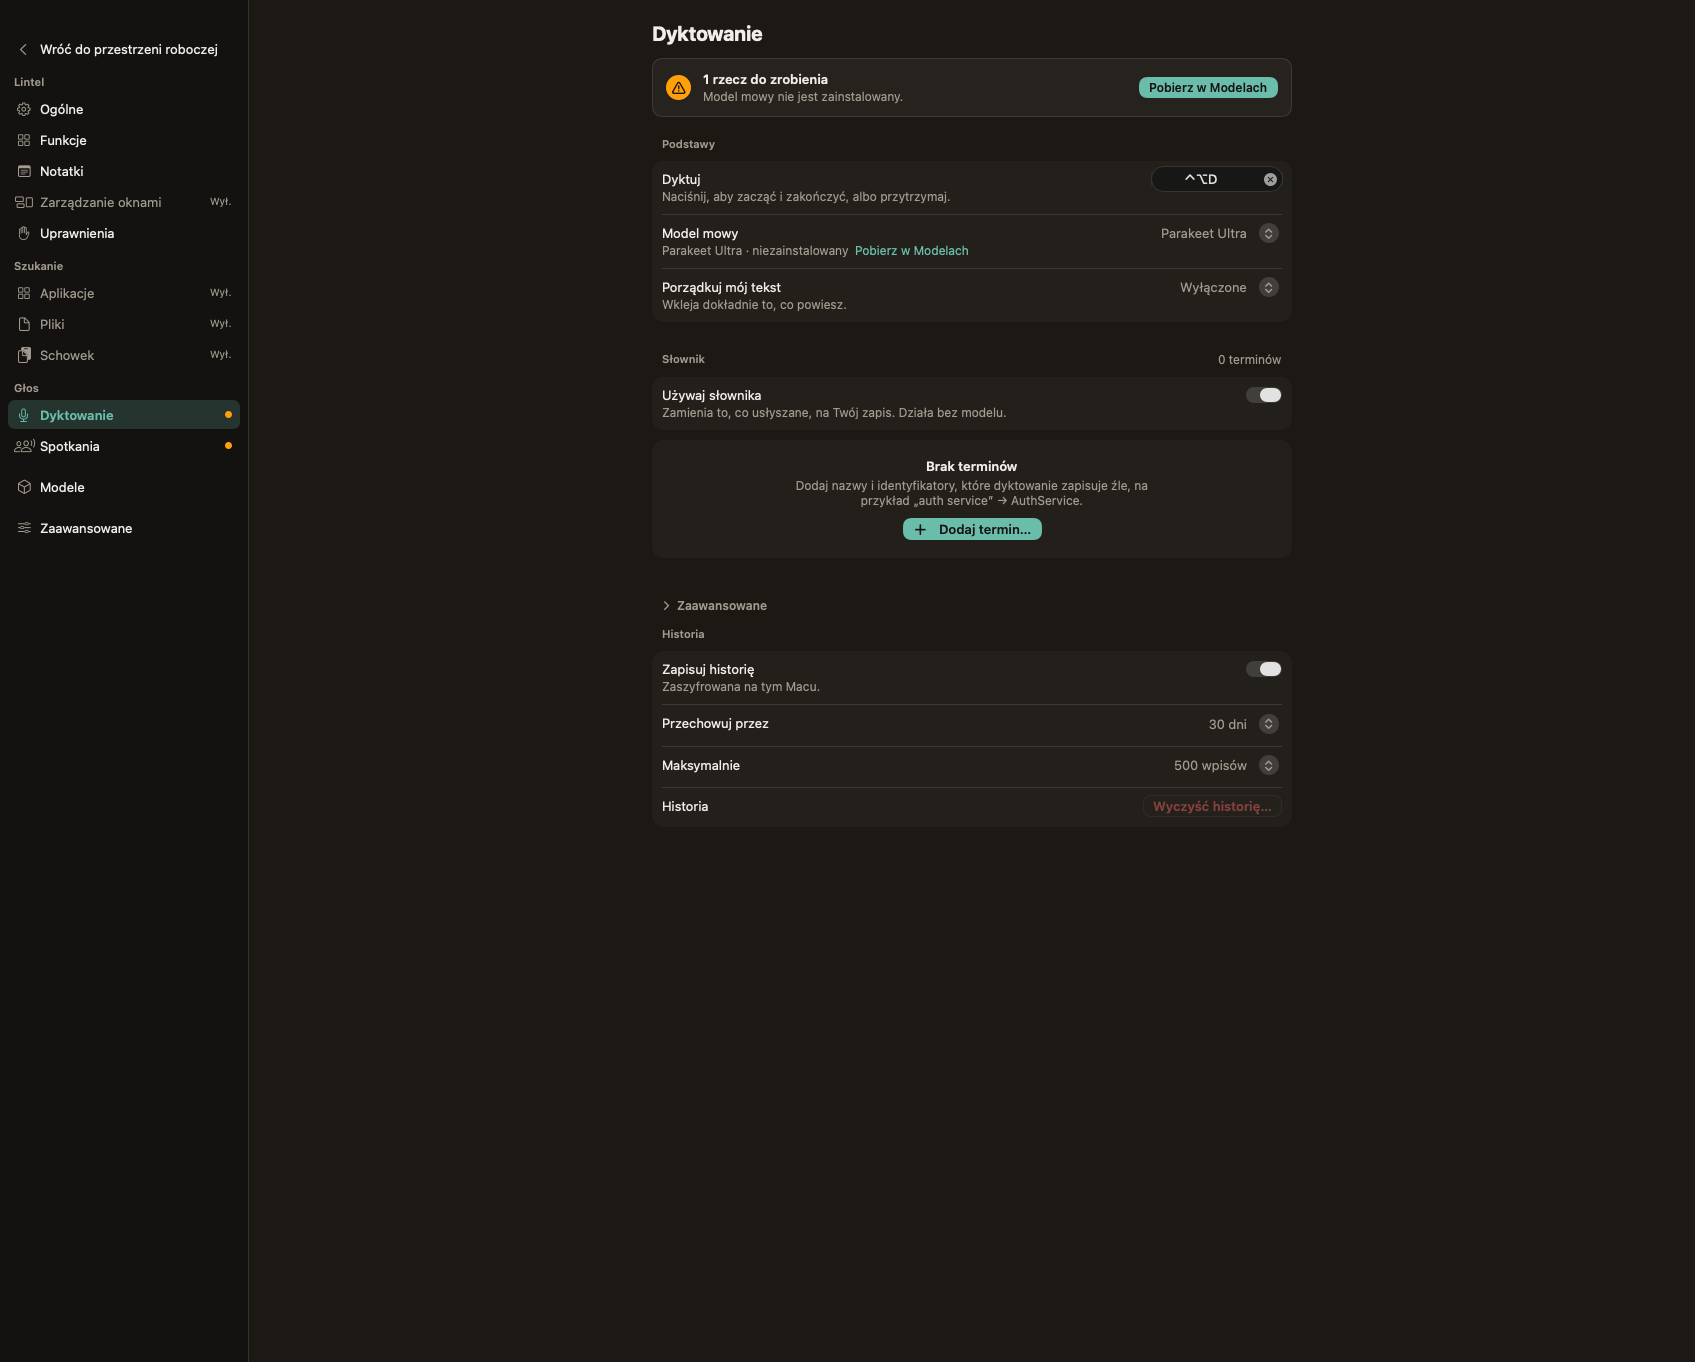 Wróć do przestrzeni roboczej
Lintel
Ogólne
Funkcje
Notatki
Zarządzanie oknami Wył.
Uprawnienia
Szukanie
Aplikacje Wył.
Pliki Wył.
Schowek Wył.
Głos
Dyktowanie
Spotkania
Modele
Zaawansowane
Dyktowanie
1 rzecz do zrobienia
Model mowy nie jest zainstalowany.
Pobierz w Modelach
Podstawy
Dyktuj
Naciśnij, aby zacząć i zakończyć, albo przytrzymaj.
^⌥D
Model mowy
Parakeet Ultra · niezainstalowany Pobierz w Modelach
Parakeet Ultra
Porządkuj mój tekst
Wkleja dokładnie to, co powiesz.
Wyłączone
Słownik
0 terminów
Używaj słownika
Zamienia to, co usłyszane, na Twój zapis. Działa bez modelu.
Brak terminów
Dodaj nazwy i identyfikatory, które dyktowanie zapisuje źle, na
przykład „auth service” → AuthService.
+ Dodaj termin...
Zaawansowane
Historia
Zapisuj historię
Zaszyfrowana na tym Macu.
Przechowuj przez
30 dni
Maksymalnie
500 wpisów
Historia
Wyczyść historię...